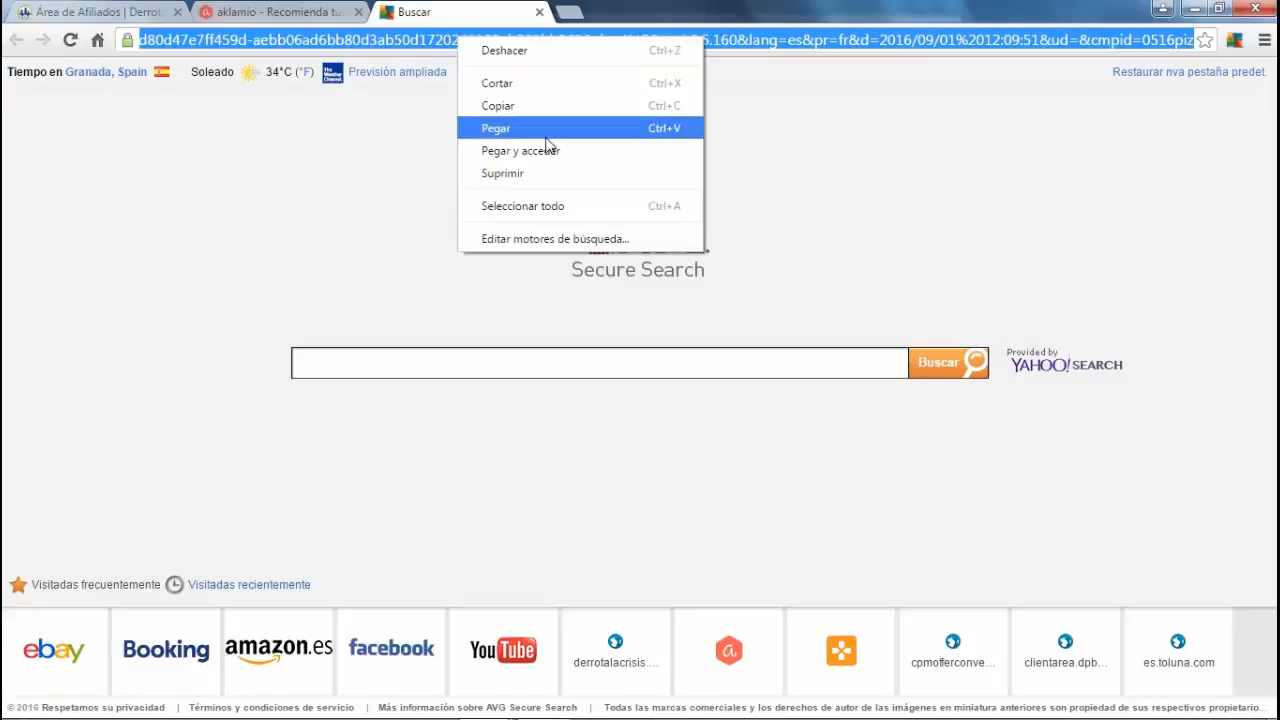 Área de Afiliados | Derrot
aklamio - Recomienda tu
Buscar
d80d47e7ff459d-aebb06ad6bb80d3ab50d1720
.160&lang=es&pr=fr&d=2016/09/01%2012:09:51&ud=&cmpid=0516piz
Tiempo en Granada, Spain Soleado 34°C (°F) The Weather Channel Previsión ampliada Restaurar nva pestaña predet.
Deshacer Ctrl+Z
Cortar Ctrl+X
Copiar Ctrl+C
Pegar Ctrl+V
Pegar y acceder
Suprimir
Seleccionar todo Ctrl+A
Editar motores de búsqueda...
Secure Search
Buscar
Provided by
YAHOO! SEARCH
Visitadas frecuentemente Visitadas recientemente
ebay
Booking
amazon.es
facebook
YouTube
derrotalacrisis....
a
cpmofferconve...
clientarea.dpb...
es.toluna.com
© 2016 Respetamos su privacidad | Términos y condiciones de servicio | Más información sobre AVG Secure Search | Todas las marcas comerciales y los derechos de autor de las imágenes en miniatura anteriores son propiedad de sus respectivos propietario...